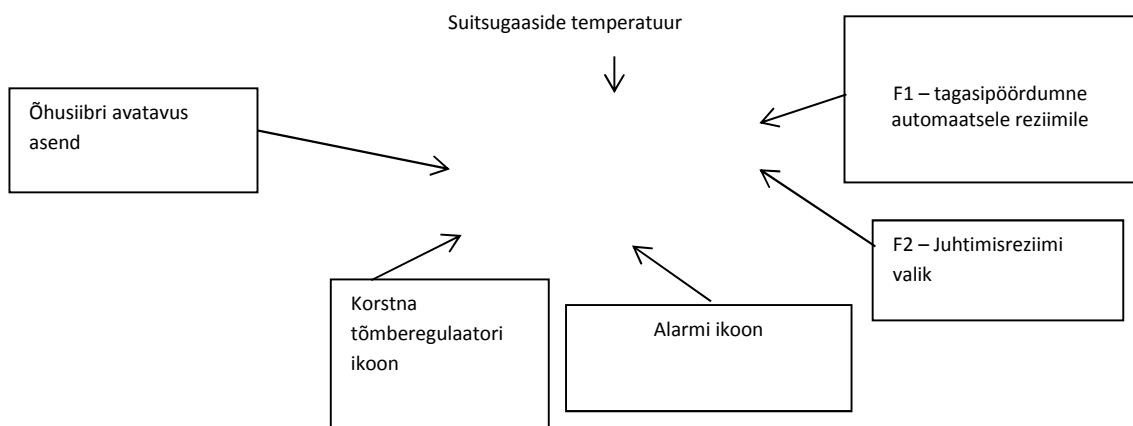 Suitsugaaside temperatuur
Õhusiibri avatavus
asend
F1 – tagasipöördumne
automaatsele reziimile
F2 – Juhtimisreziimi
valik
Korstna
tõmberegulaatori
ikoon
Alarmi ikoon